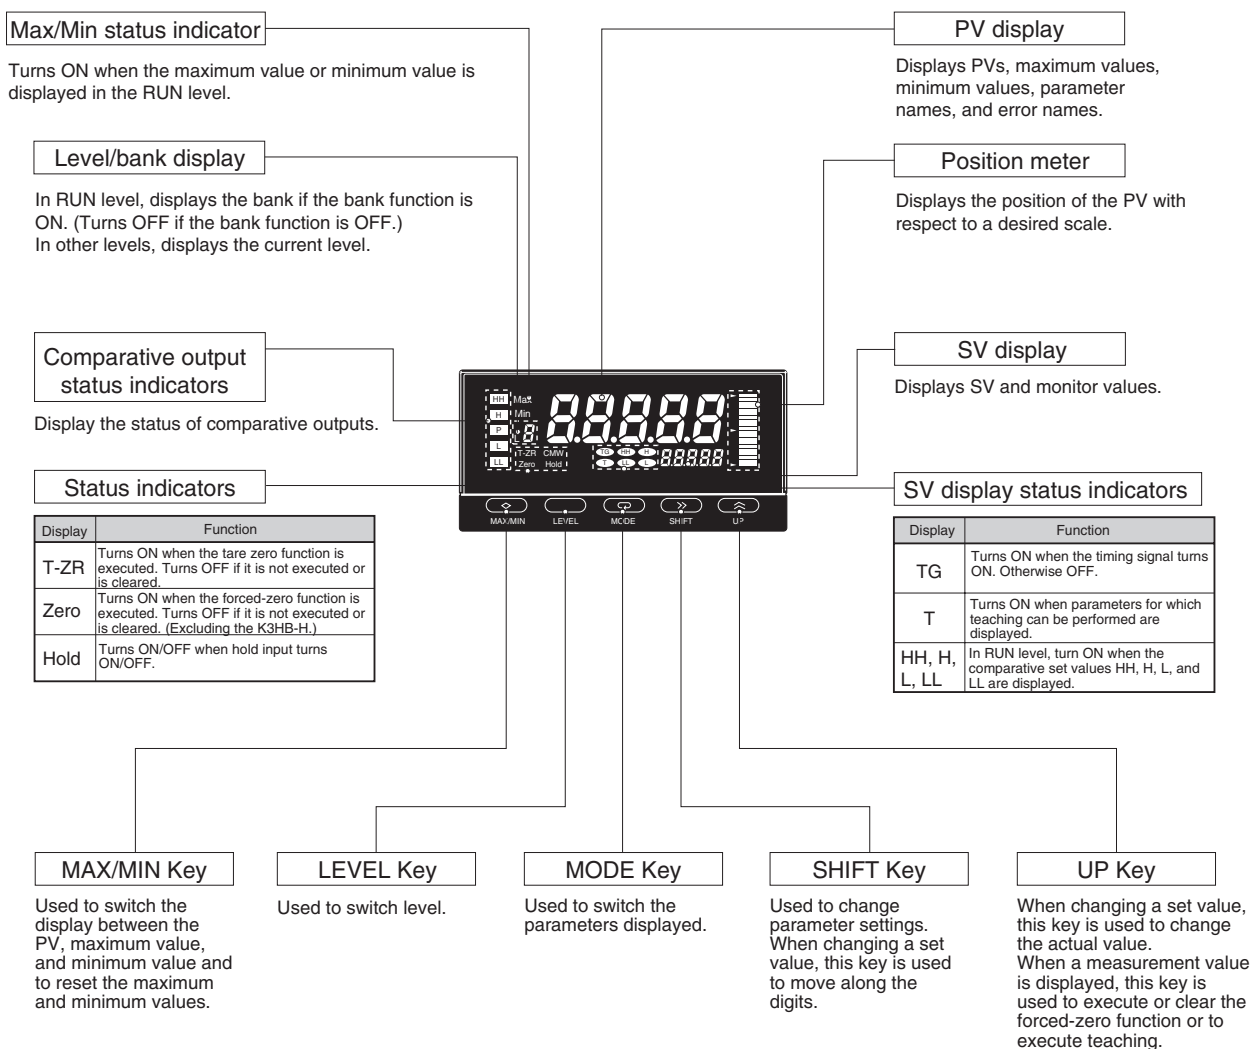 Max/Min status indicator
Turns ON when the maximum value or minimum value is
displayed in the RUN level.
Level/bank display
In RUN level, displays the bank if the bank function is
ON. (Turns OFF if the bank function is OFF.)
In other levels, displays the current level.
Comparative output
status indicators
Display the status of comparative outputs.
Status indicators
Display Function
T-ZR Turns ON when the tare zero function is
executed. Turns OFF if it is not executed or
is cleared.
Zero Turns ON when the forced-zero function is
executed. Turns OFF if it is not executed or
is cleared. (Excluding the K3HB-H.)
Hold Turns ON/OFF when hold input turns
ON/OFF.
PV display
Displays PVs, maximum values,
minimum values, parameter
names, and error names.
Position meter
Displays the position of the PV with
respect to a desired scale.
SV display
Displays SV and monitor values.
SV display status indicators
Display Function
TG Turns ON when the timing signal turns
ON. Otherwise OFF.
T Turns ON when parameters for which
teaching can be performed are
displayed.
HH, H,
L, LL
In RUN level, turn ON when the
comparative set values HH, H, L, and
LL are displayed.
HH Max
H Min
P
L
LL
T-ZR CMW
Zero Hold
TG HH H
T LL L
8.8.8.8.8
8.8.8.8.8
MAX/MIN LEVEL MODE SHIFT UP
MAX/MIN Key
Used to switch the
display between the
PV, maximum value,
and minimum value and
to reset the maximum
and minimum values.
LEVEL Key
Used to switch level.
MODE Key
Used to switch the
parameters displayed.
SHIFT Key
Used to change
parameter settings.
When changing a set
value, this key is used
to move along the
digits.
UP Key
When changing a set value,
this key is used to change
the actual value.
When a measurement value
is displayed, this key is
used to execute or clear the
forced-zero function or to
execute teaching.